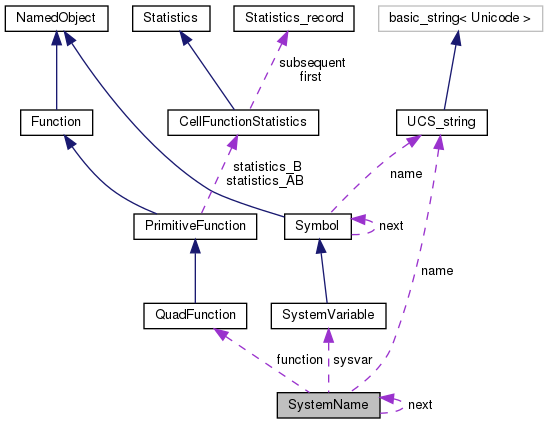 NamedObject
Statistics
Statistics_record
basic_string< Unicode >
subsequent
first
Function
CellFunctionStatistics
UCS_string
statistics_B
statistics_AB
name
PrimitiveFunction
Symbol
next
name
QuadFunction
SystemVariable
function
sysvar
SystemName
next